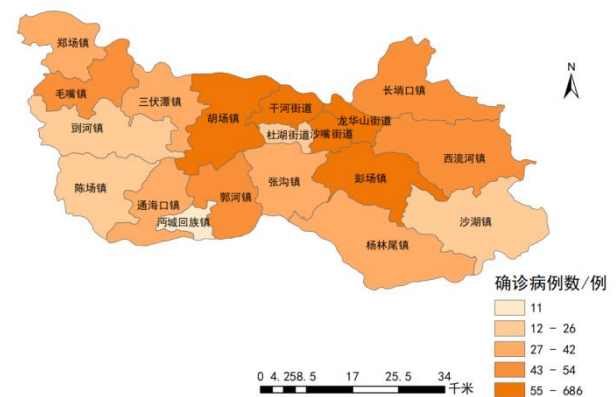 郑场镇
毛嘴镇
三伏潭镇
剅河镇
胡场镇
干河街道
长埫口镇
龙华山街道
杜湖街道
沙嘴街道
西流河镇
陈场镇
通海口镇
郭河镇
张沟镇
彭场镇
沔城回族镇
沙湖镇
杨林尾镇
N
确诊病例数/例
11
12 - 26
27 - 42
43 - 54
55 - 686
0 4.258.5 17 25.5 34
千米